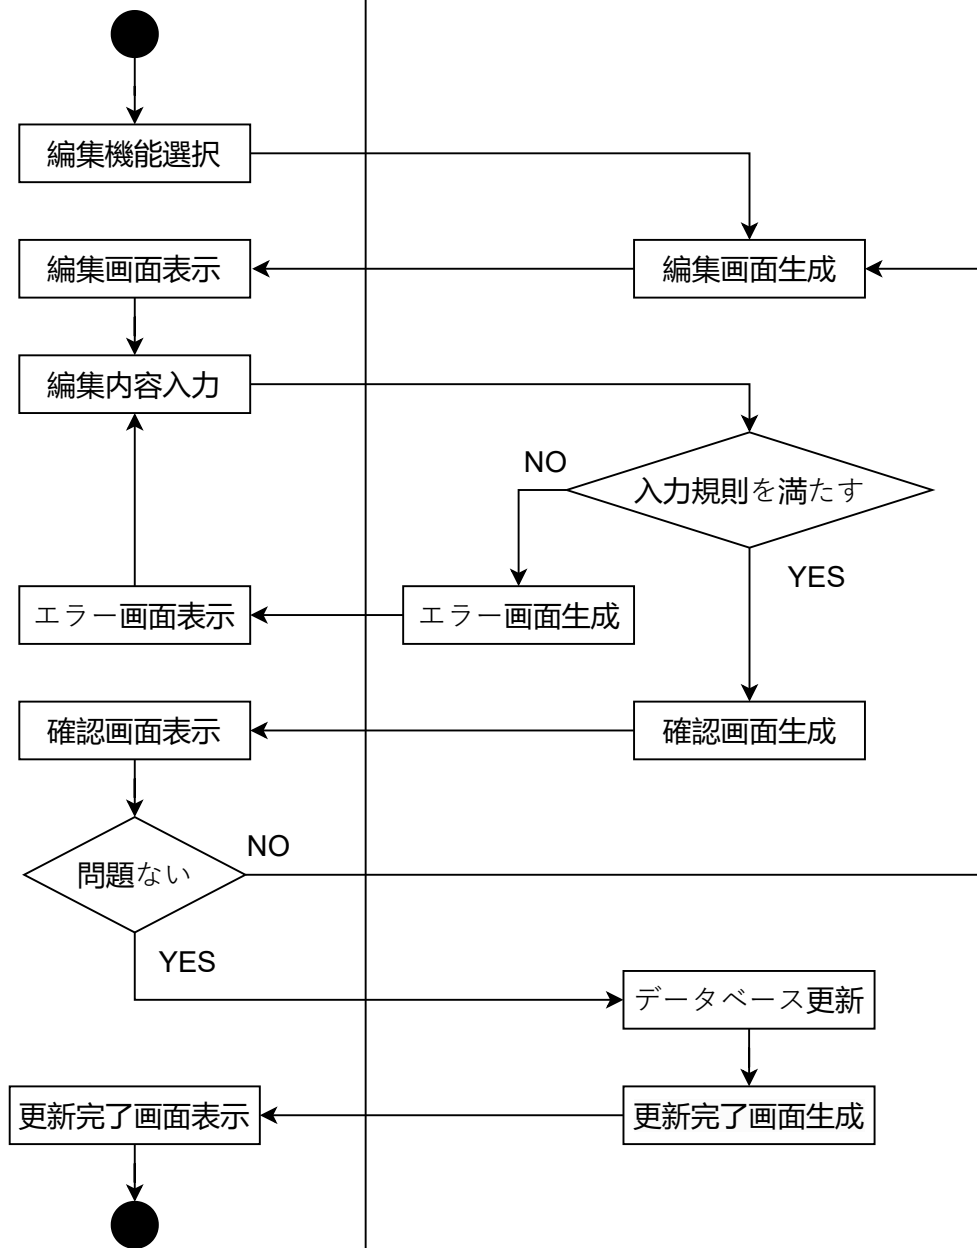 編集機能選択
編集画面表示
編集画面生成
編集内容入力
NO
入力規則を満たす
YES
エラー画面表示
エラー画面生成
確認画面表示
確認画面生成
NO
問題ない
YES
データベース更新
更新完了画面表示
更新完了画面生成